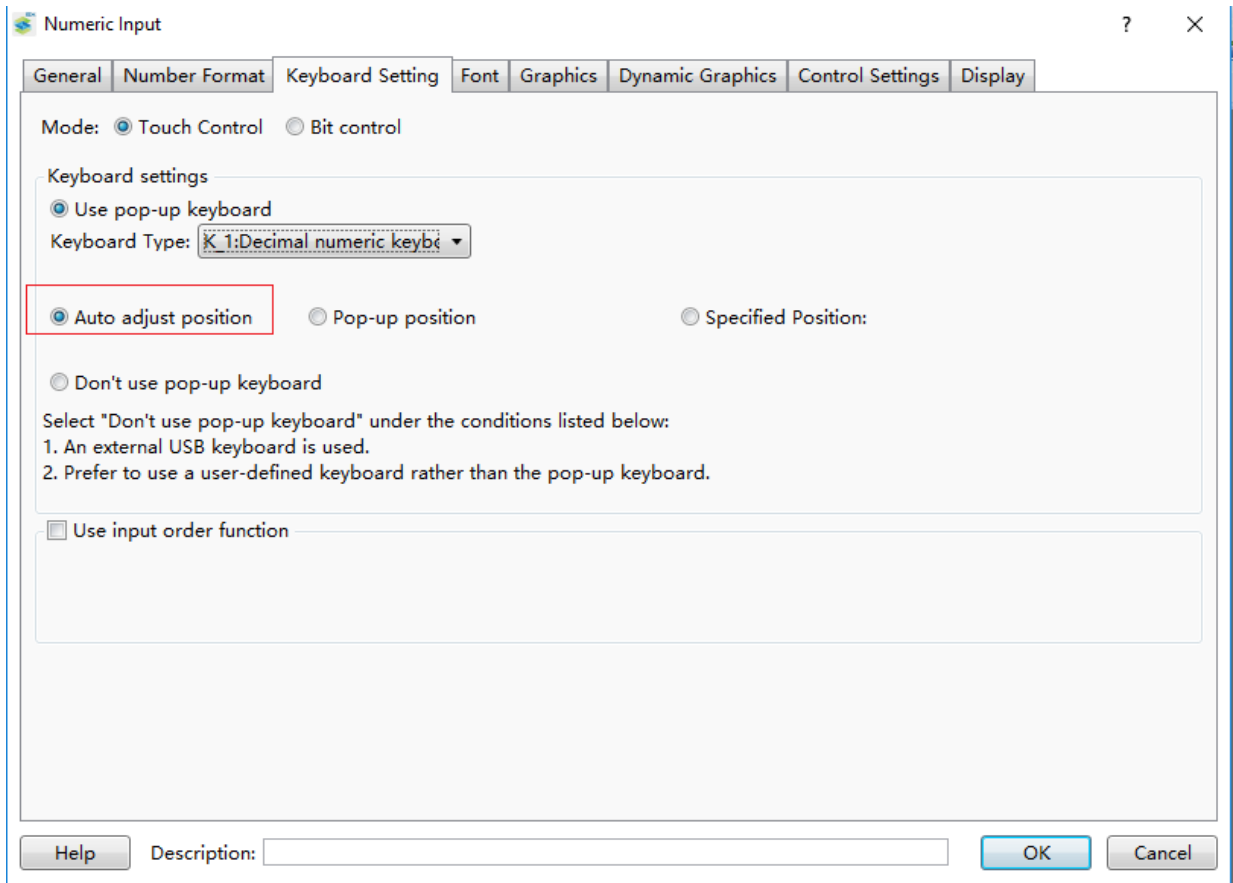 Numeric Input
General Number Format Keyboard Setting Font Graphics Dynamic Graphics Control Settings Display
Mode: Touch Control Bit control
Keyboard settings
Use pop-up keyboard
Keyboard Type: K_1:Decimal numeric keybo
Auto adjust position Pop-up position Specified Position:
Don't use pop-up keyboard
Select "Don't use pop-up keyboard" under the conditions listed below:
1. An external USB keyboard is used.
2. Prefer to use a user-defined keyboard rather than the pop-up keyboard.
Use input order function
Help Description: OK Cancel